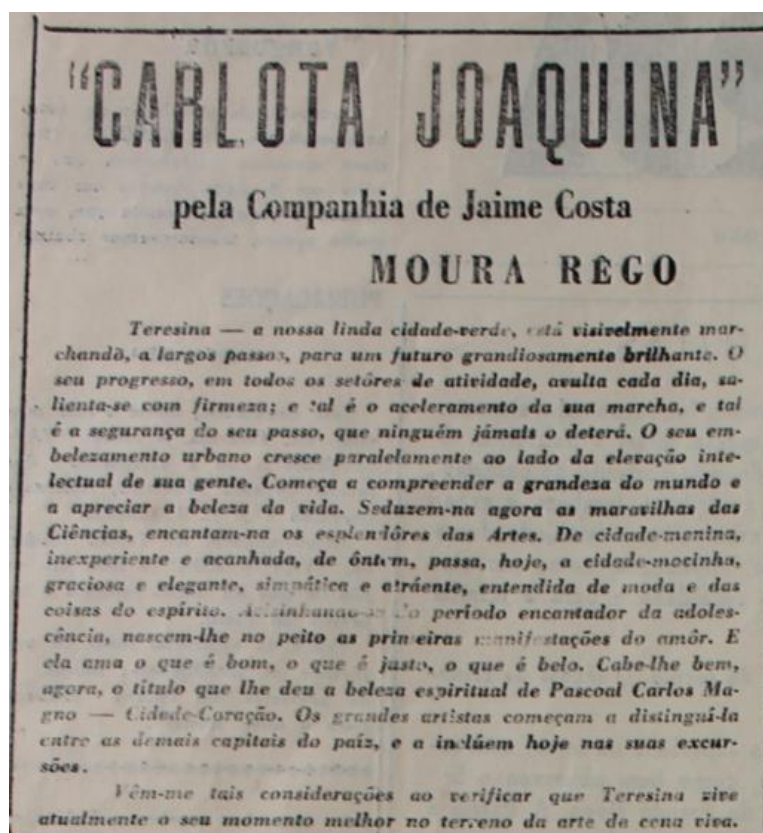 "CARLOTA JOAQUINA"
pela Companhia de Jaime Costa
MOURA RÊGO
Teresina — a nossa linda cidade-verde, está visivelmente mar-
chandõ, a largos passos, para um futuro grandiosamente brilhante. O
seu progresso, em todos os setôres de atividade, avulta cada dia, sa-
lienta-se com firmeza; e tal é o aceleramento da sua marcha, e tal
é a segurança do seu passo, que ninguém jámais o deterá. O seu em-
belezamento urbano cresce paralelamente ao lado da elevação inte-
lectual de sua gente. Começa a compreender a grandeza do mundo e
a apreciar a beleza da vida. Seduzem-na agora as maravilhas das
Ciências, encantam-na os esplendôres das Artes. De cidade-menina,
inexperiente e acanhada, de ôntem, passa, hoje, a cidade-mocinha,
graciosa e elegante, simpática e atráente, entendida de moda e das
coisas do espírito. do periodo encantador da adoles-
cência, nascem-lhe no peito as primeiras manifestações do amôr. E
ela ama o que é bom, o que é justo, o que é belo. Cabe-lhe bem,
agora, o título que lhe deu a beleza espiritual de Pascoal Carlos Ma-
gno — Cidade-Coração. Os grandes artistas começam a distinguí-la
entre as demais capitais do país, e a inclúem hoje nas suas excur-
sões.
Vêm-me tais considerações ao verificar que Teresina vive
atualmente o seu momento melhor no terreno da arte de cena viva.